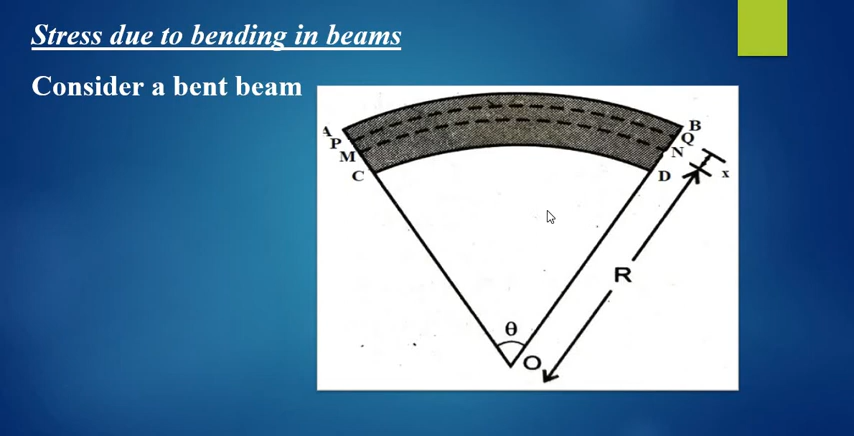 Stress due to bending in beams
Consider a bent beam
A
B
P
Q
M
N
C
D
x
R
θ
O